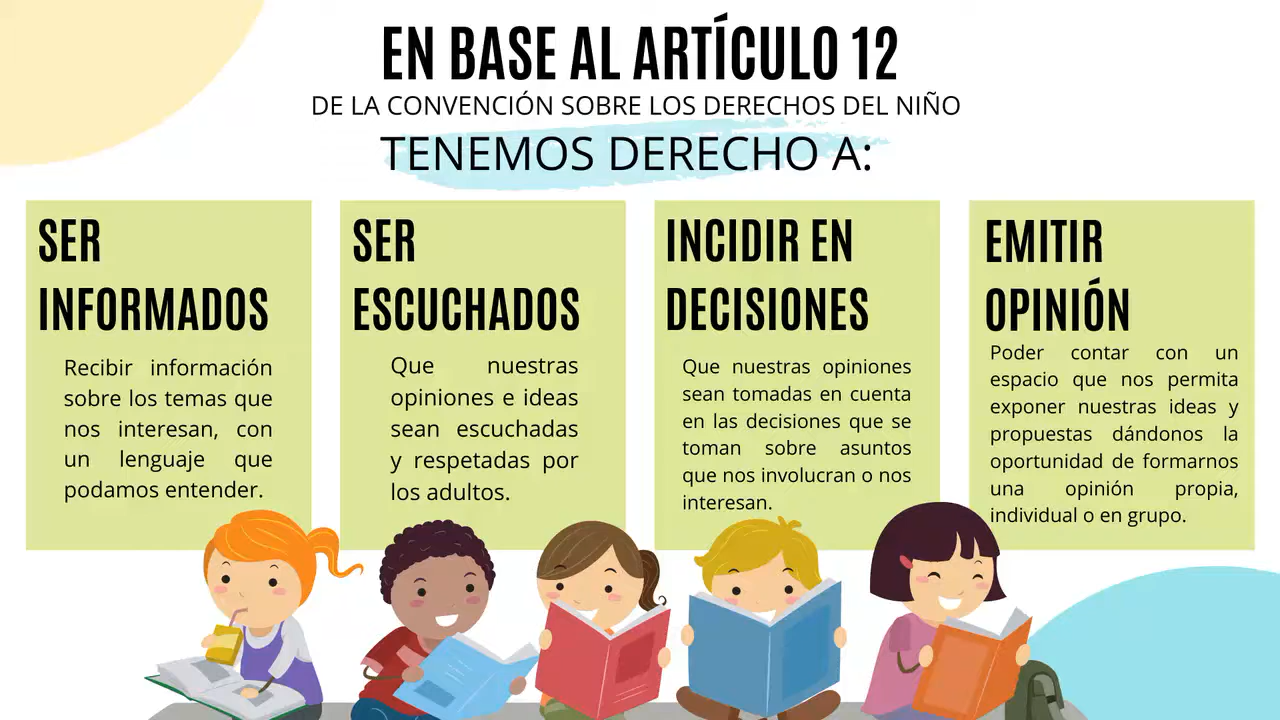 EN BASE AL ARTÍCULO 12
DE LA CONVENCIÓN SOBRE LOS DERECHOS DEL NIÑO
TENEMOS DERECHO A:
SER
INFORMADOS
Recibir información
sobre los temas que
nos interesan, con
un lenguaje que
podamos entender.
SER
ESCUCHADOS
Que nuestras
opiniones e ideas
sean escuchadas
y respetadas por
los adultos.
INCIDIR EN
DECISIONES
Que nuestras opiniones
sean tomadas en cuenta
en las decisiones que se
toman sobre asuntos
que nos involucran o nos
interesan.
EMITIR
OPINIÓN
Poder contar con un
espacio que nos permita
exponer nuestras ideas y
propuestas dándonos la
oportunidad de formarnos
una opinión propia,
individual o en grupo.